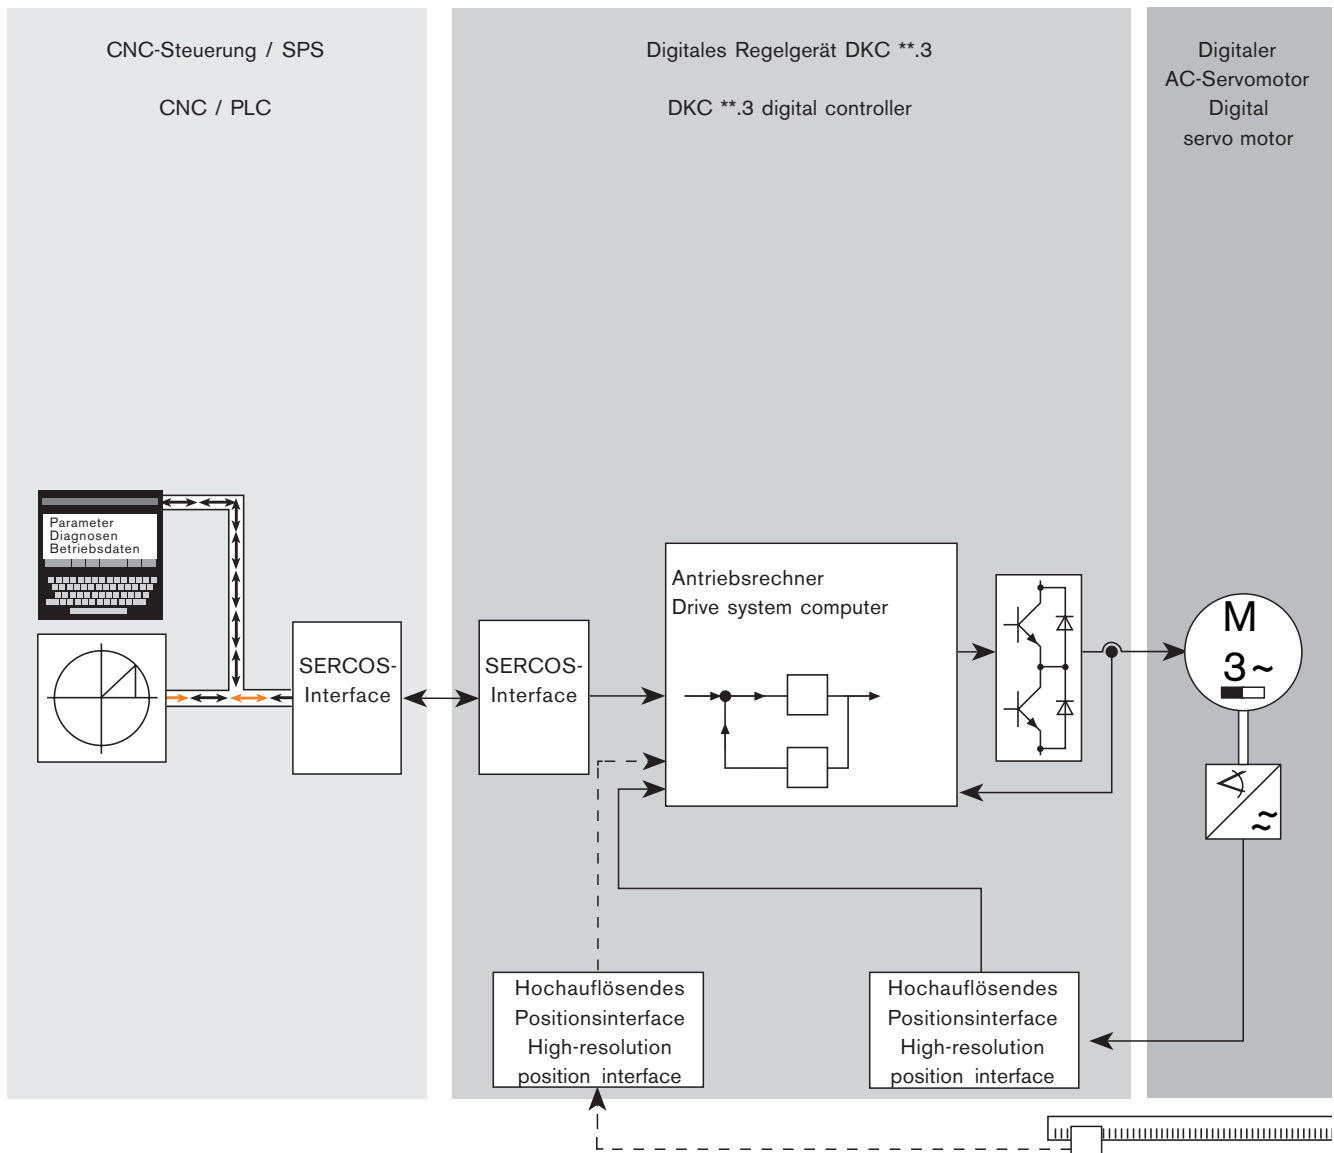 CNC-Steuerung / SPS
CNC / PLC
Digitales Regelgerät DKC **.3
DKC **.3 digital controller
Digitaler
AC-Servomotor
Digital
servo motor
Parameter
Diagnosen
Betriebsdaten
SERCOS-
Interface
SERCOS-
Interface
Antriebsrechner
Drive system computer
M
3~
Hochauflösendes
Positionsinterface
High-resolution
position interface
Hochauflösendes
Positionsinterface
High-resolution
position interface